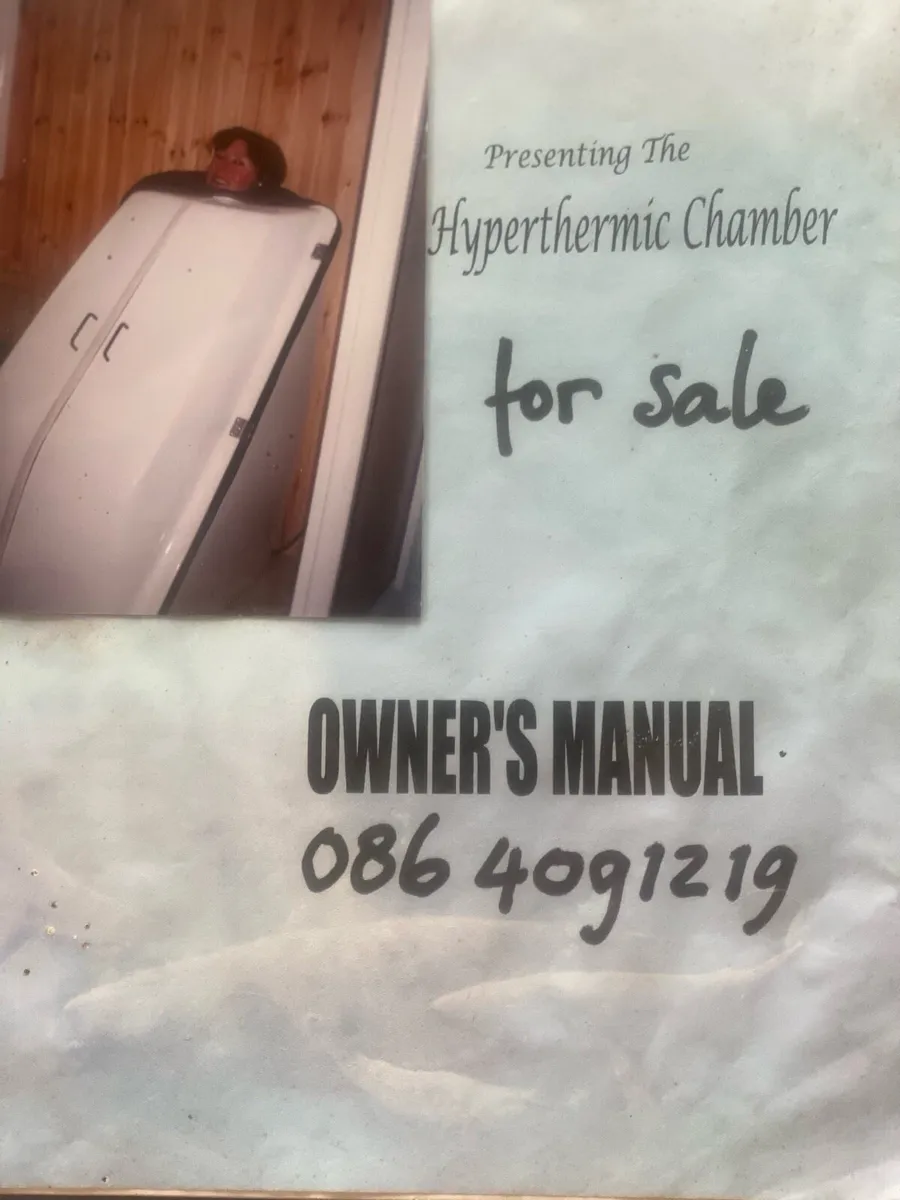 Presenting The
Hyperthermic Chamber
for sale
OWNER'S MANUAL
086 4091219